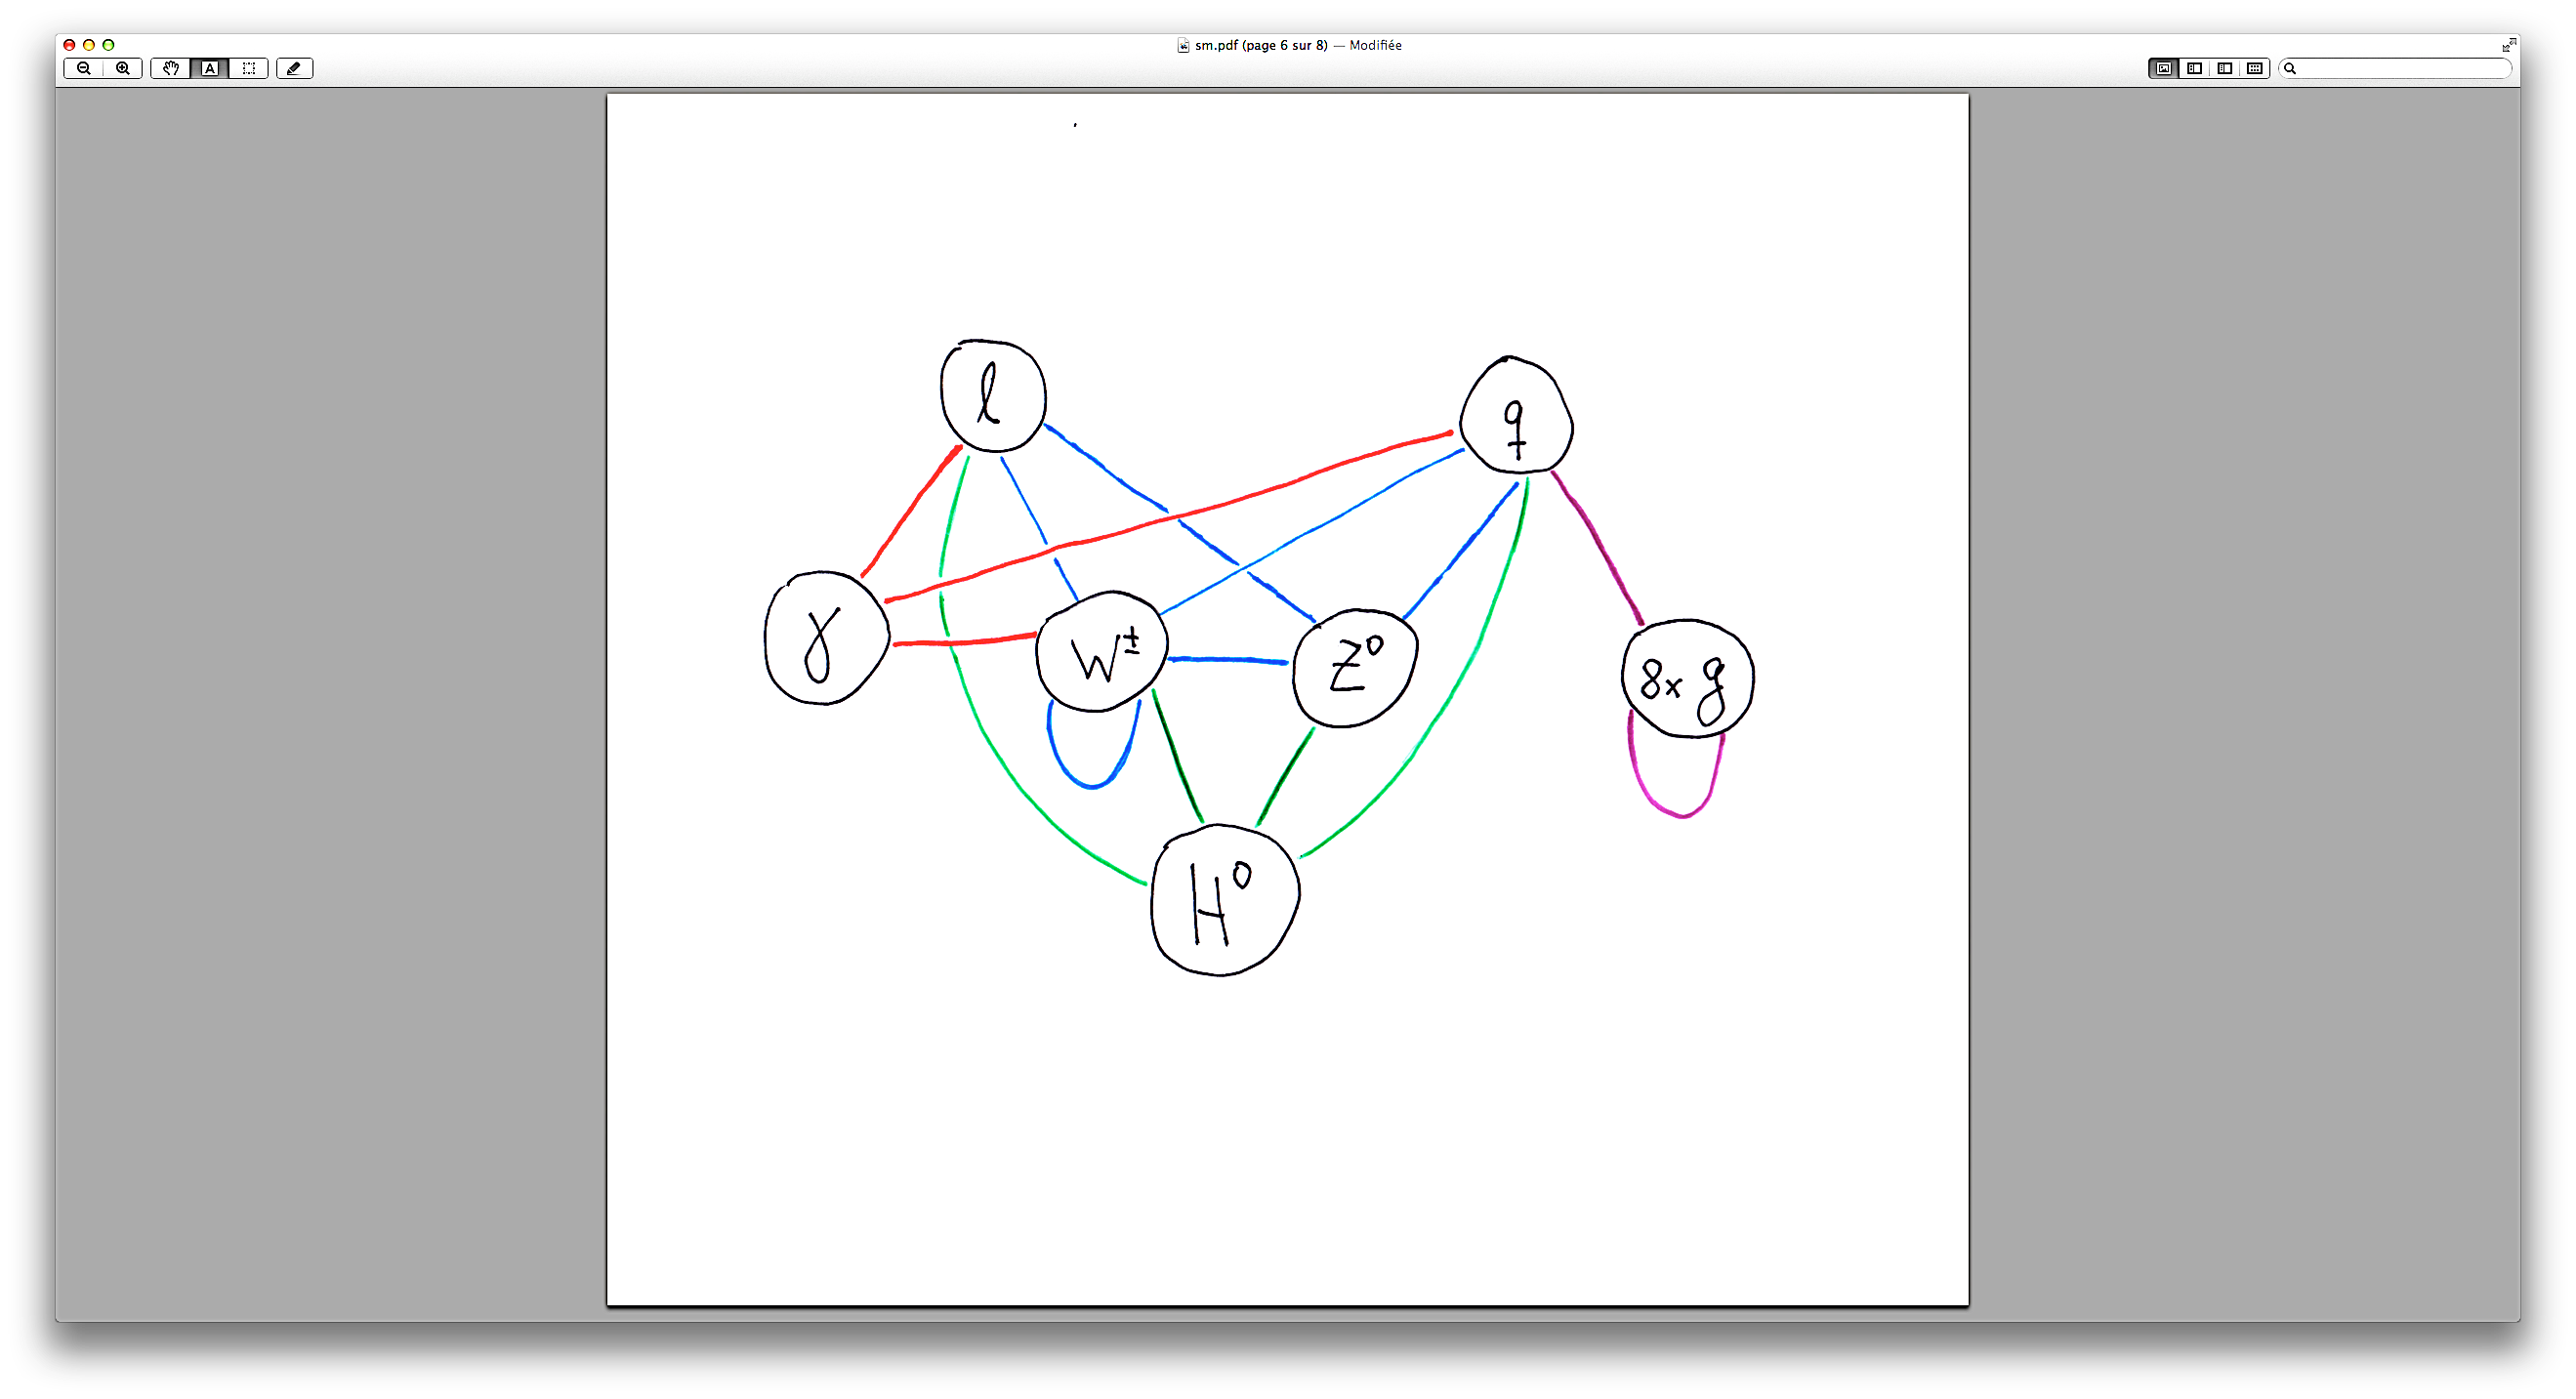 sm.pdf (page 6 sur 8) — Modifiée
A
l
q
γ
W±
Z⁰
8x g
H⁰